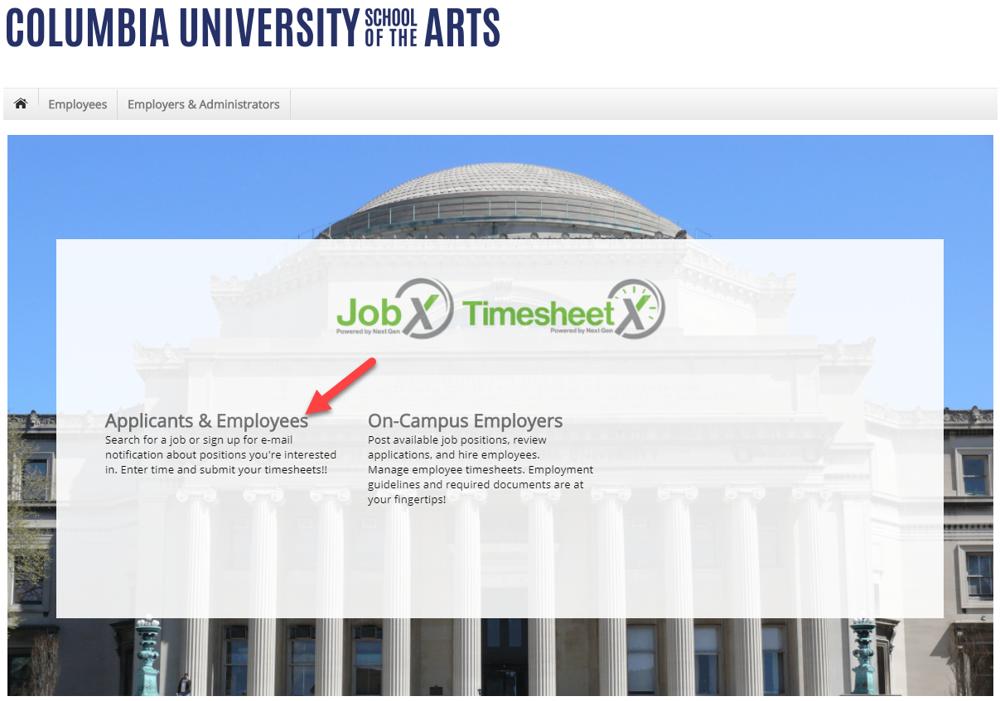 COLUMBIA UNIVERSITY SCHOOL OF THE ARTS
Employees
Employers & Administrators
JobX TimesheetX
Powered by Next Gen
Powered by Next Gen
Applicants & Employees
Search for a job or sign up for e-mail
notification about positions you're interested
in. Enter time and submit your timesheets!!
On-Campus Employers
Post available job positions, review
applications, and hire employees.
Manage employee timesheets. Employment
guidelines and required documents are at
your fingertips!